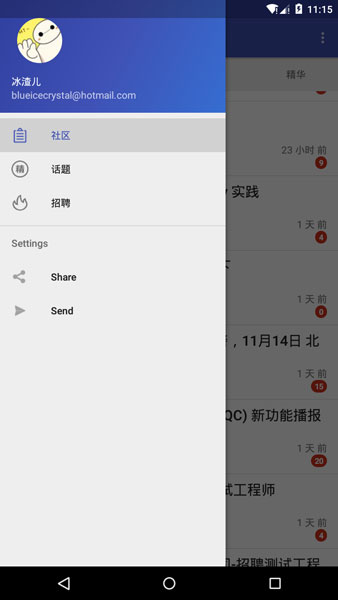 11:15
冰渣儿
blueicecrystal@hotmail.com
精华
社区
话题
招聘
Settings
Share
Send
23 小时 前
9
实践
1 天 前
4
1 天 前
0
，11月14日 北
1 天 前
15
QC) 新功能播报
1 天 前
20
试工程师
1 天 前
4
-招聘测试工程